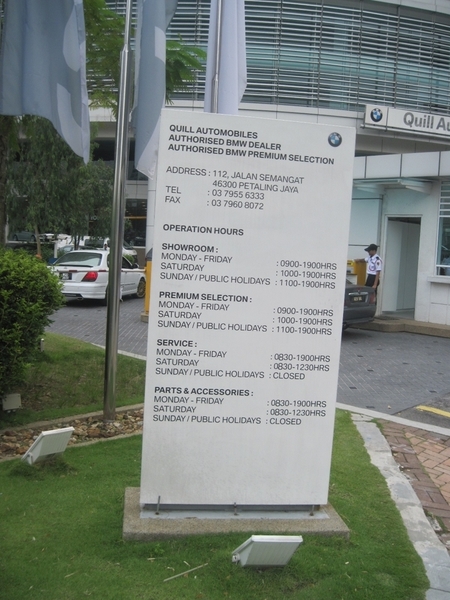 QUILL AUTOMOBILES
AUTHORISED BMW DEALER
AUTHORISED BMW PREMIUM SELECTION
ADDRESS : 112, JALAN SEMANGAT
46300 PETALING JAYA
TEL : 03 7955 6333
FAX : 03 7960 8072
OPERATION HOURS
SHOWROOM :
MONDAY - FRIDAY : 0900-1900HRS
SATURDAY : 1000-1900HRS
SUNDAY / PUBLIC HOLIDAYS : 1100-1900HRS
PREMIUM SELECTION :
MONDAY - FRIDAY : 0900-1900HRS
SATURDAY : 1000-1900HRS
SUNDAY / PUBLIC HOLIDAYS : 1100-1900HRS
SERVICE :
MONDAY - FRIDAY : 0830-1900HRS
SATURDAY : 0830-1230HRS
SUNDAY / PUBLIC HOLIDAYS : CLOSED
PARTS & ACCESSORIES :
MONDAY - FRIDAY : 0830-1900HRS
SATURDAY : 0830-1230HRS
SUNDAY / PUBLIC HOLIDAYS : CLOSED
Quill Au